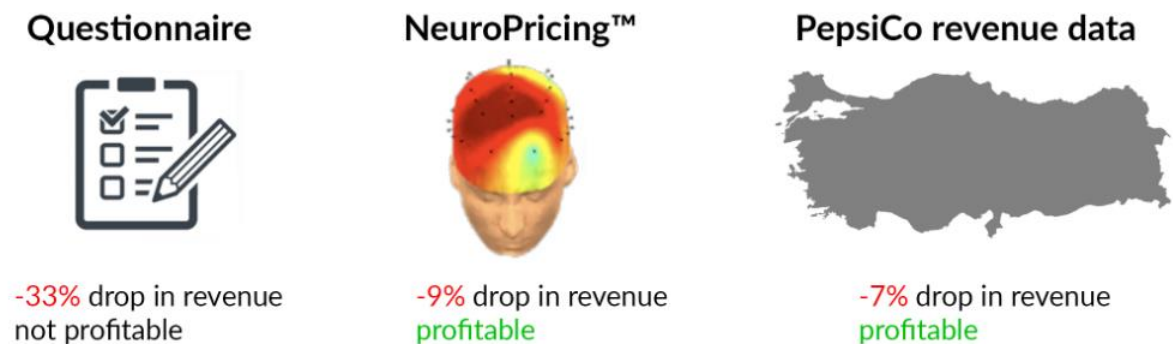 Questionnaire
NeuroPricing™
PepsiCo revenue data
-33% drop in revenue
not profitable
-9% drop in revenue
profitable
-7% drop in revenue
profitable